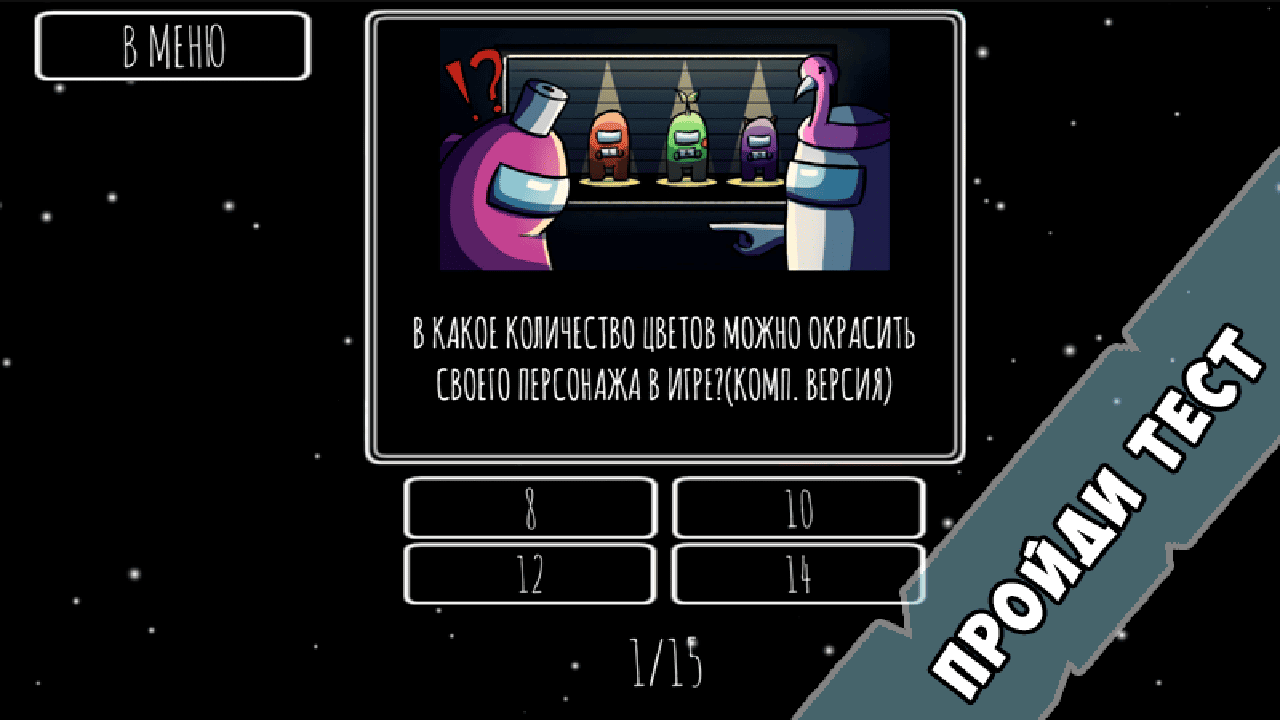 В МЕНЮ
!?
В КАКОЕ КОЛИЧЕСТВО ЦВЕТОВ МОЖНО ОКРАСИТЬ
СВОЕГО ПЕРСОНАЖА В ИГРЕ?(КОМП. ВЕРСИЯ)
8
10
12
14
1/15
ПРОЙДИ ТЕСТ